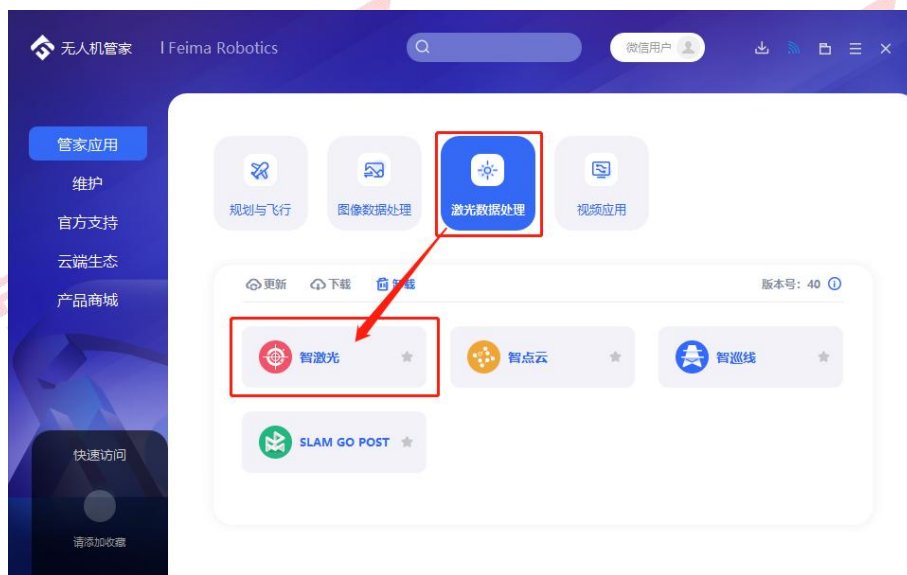 无人机管家 | Feima Robotics
微信用户
管家应用
维护
官方支持
云端生态
产品商城
规划与飞行
图像数据处理
激光数据处理
视频应用
更新
下载
卸载
版本号：40
智激光
智点云
智巡线
SLAM GO POST
快速访问
请添加收藏